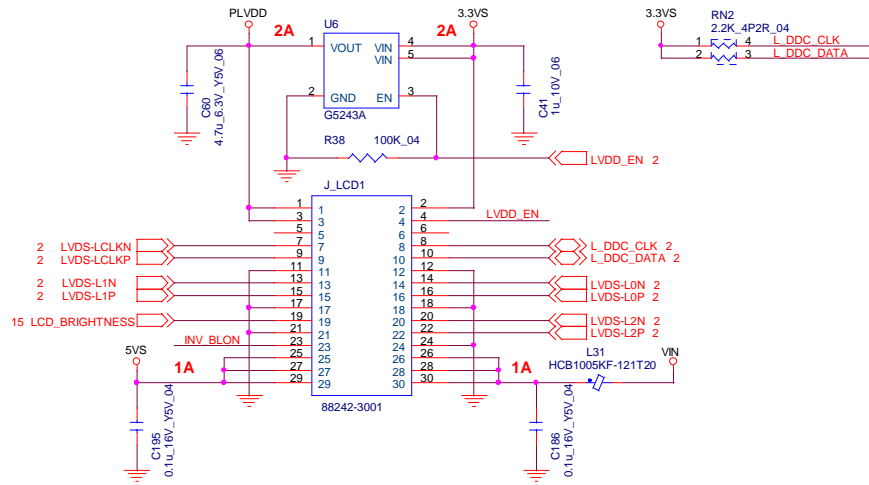 PLVDD
2A
U6
2A
3.3VS
3.3VS
RN2
2.2K_4P2R_04
1
VOUT
VIN
4
VIN
5
1
4
L_DDC_CLK
2
3
L_DDC_DATA
C60
4.7u_6.3V_Y5V_06
2
GND
EN
3
C41
1u_10V_06
G5243A
R38
100K_04
LVDD_EN 2
J_LCD1
1
1
2
2
3
3
4
4
LVDD_EN
5
5
6
6
2 LVDS-LCLKN
7
7
8
8
L_DDC_CLK 2
2 LVDS-LCLKP
9
9
10
10
L_DDC_DATA 2
11
11
12
12
2 LVDS-L1N
13
13
14
14
LVDS-L0N 2
2 LVDS-L1P
15
15
16
16
LVDS-L0P 2
17
17
18
18
15 LCD_BRIGHTNESS
19
19
20
20
LVDS-L2N 2
21
21
22
22
LVDS-L2P 2
INV_BLON
23
23
24
24
5VS
1A
25
25
26
26
1A
L31
HCB1005KF-121T20
VIN
27
27
28
28
29
29
30
30
88242-3001
C195
0.1u_16V_Y5V_04
C186
0.1u_16V_Y5V_04